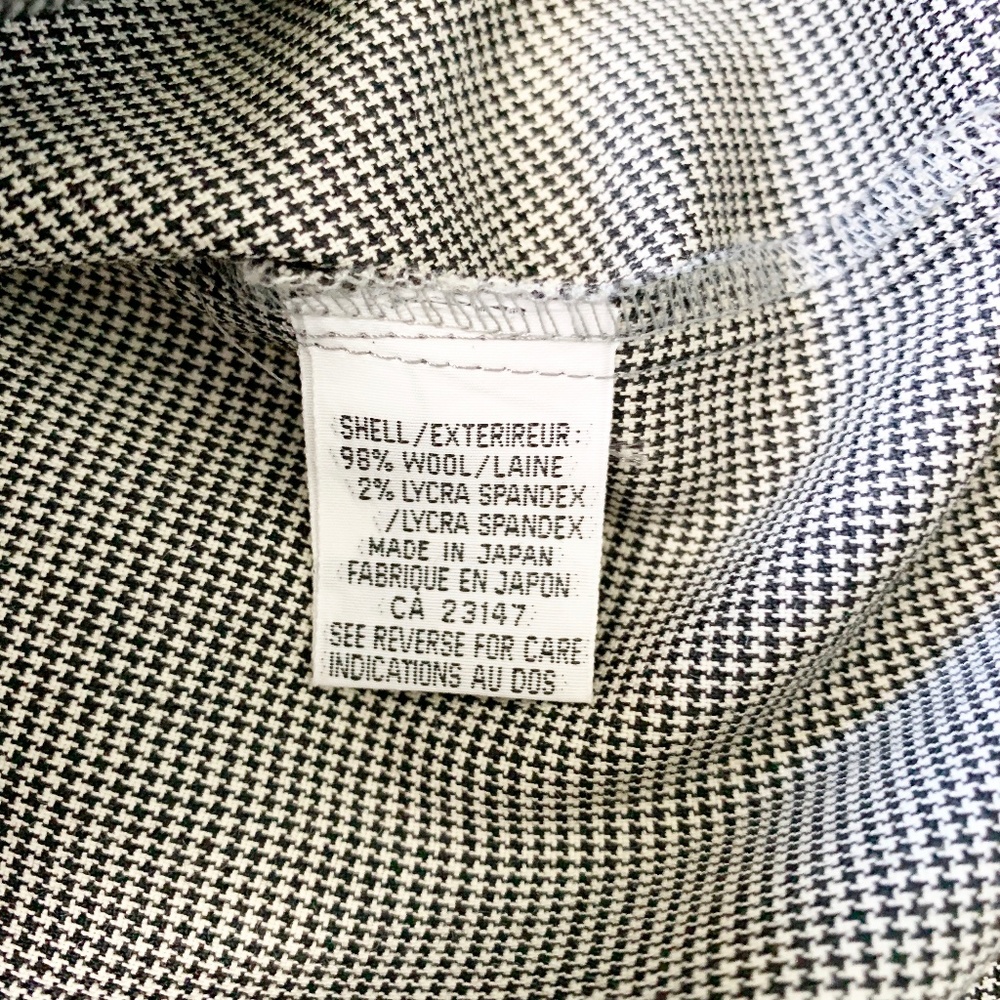 SHELL/EXTERIREUR:
98% WOOL/LAINE
2% LYCRA SPANDEX
/LYCRA SPANDEX
MADE IN JAPAN
FABRIQUE EN JAPON
CA 23147
SEE REVERSE FOR CARE
INDICATIONS AU DOS